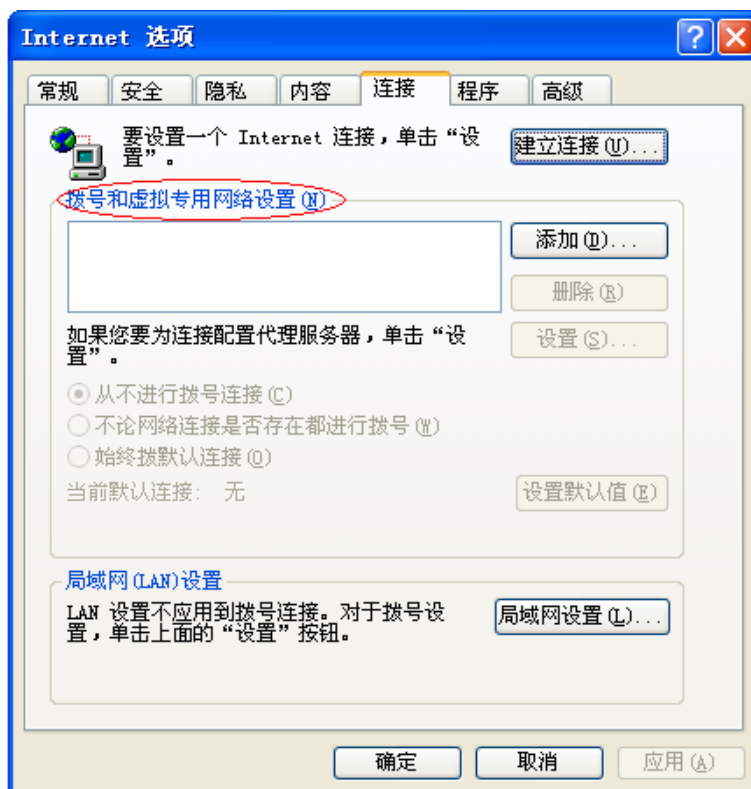 Internet 选项
常规 安全 隐私 内容 连接 程序 高级
要设置一个 Internet 连接，单击“设
置”。
建立连接(U)...
拨号和虚拟专用网络设置(N)
添加(D)...
删除(R)
如果您要为连接配置代理服务器，单击“设
置”。
设置(S)...
从不进行拨号连接(C)
不论网络连接是否存在都进行拨号(W)
始终拨默认连接(O)
当前默认连接： 无
设置默认值(E)
局域网(LAN)设置
LAN 设置不应用到拨号连接。对于拨号设
置，单击上面的“设置”按钮。
局域网设置(L)...
确定 取消 应用(A)